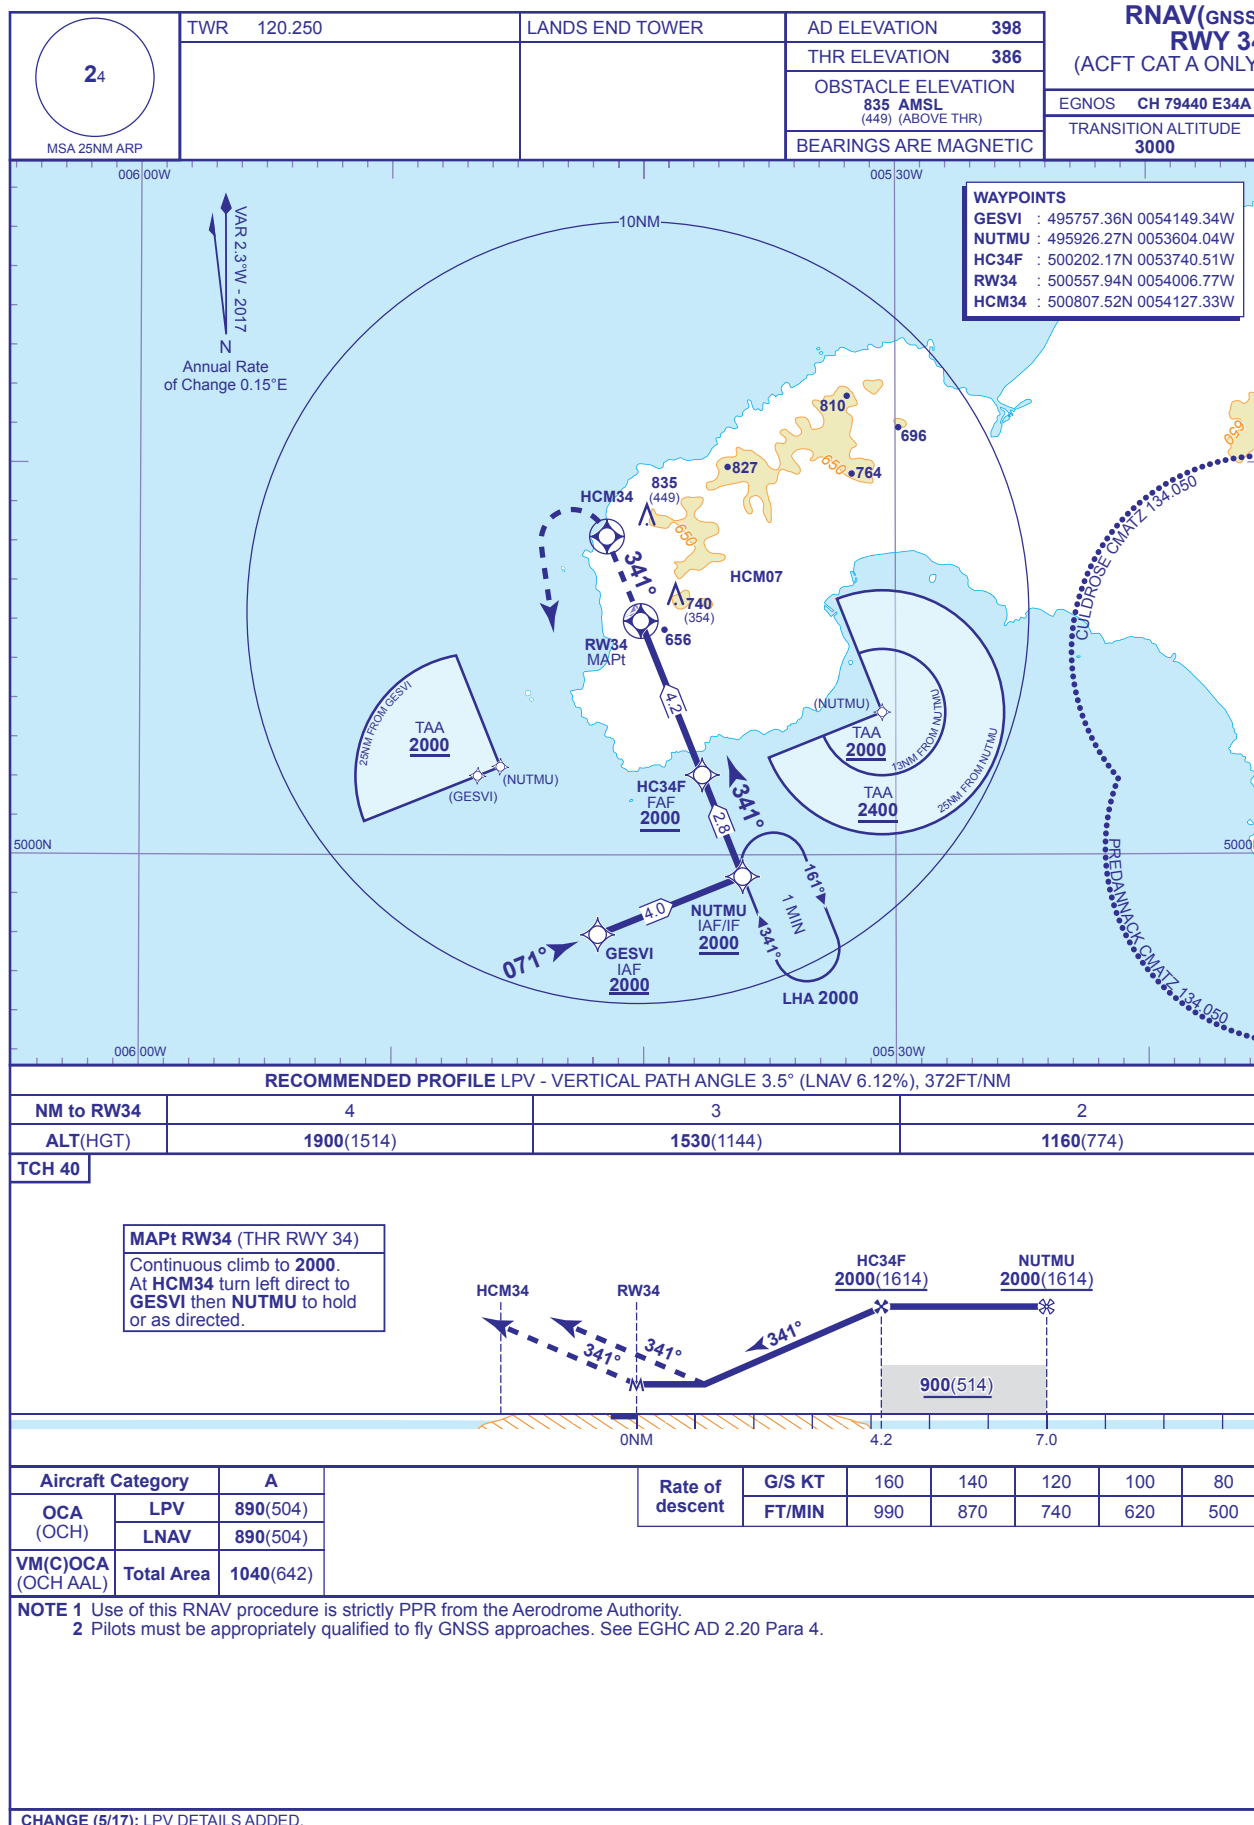 TWR 120.250
LANDS END TOWER
AD ELEVATION 398
THR ELEVATION 386
OBSTACLE ELEVATION
835 AMSL
(449) (ABOVE THR)
BEARINGS ARE MAGNETIC
RNAV(GNSS
RWY 34
(ACFT CAT A ONLY
EGNOS CH 79440 E34A
TRANSITION ALTITUDE
3000
24
MSA 25NM ARP
006 00W
005 30W
WAYPOINTS
GESVI : 495757.36N 0054149.34W
NUTMU : 495926.27N 0053604.04W
HC34F : 500202.17N 0053740.51W
RW34 : 500557.94N 0054006.77W
HCM34 : 500807.52N 0054127.33W
VAR 2.3°W - 2017
N
Annual Rate
of Change 0.15°E
10NM
810
696
650
827
650
764
835
(449)
HCM34
650
341°
HCM07
740
(354)
656
RW34
MAPt
CULDROSE CMATZ 134.050
25NM FROM GESVI
TAA
2000
(NUTMU)
(GESVI)
4.2
(NUTMU)
TAA
2000
13NM FROM NUTMU
TAA
2400
25NM FROM NUTMU
HC34F
FAF
2000
341°
2.8
5000N
5000N
161°
1 MIN
341°
LHA 2000
NUTMU
IAF/IF
2000
4.0
071°
GESVI
IAF
2000
PREDANNACK CMATZ 134.050
006 00W
005 30W
RECOMMENDED PROFILE LPV - VERTICAL PATH ANGLE 3.5° (LNAV 6.12%), 372FT/NM
NM to RW34 4 3 2
ALT(HGT) 1900(1514) 1530(1144) 1160(774)
TCH 40
MAPt RW34 (THR RWY 34)
Continuous climb to 2000.
At HCM34 turn left direct to
GESVI then NUTMU to hold
or as directed.
HCM34
RW34
HC34F
2000(1614)
NUTMU
2000(1614)
341°
341°
341°
900(514)
0NM
4.2
7.0
Aircraft Category A
OCA
(OCH)
LPV 890(504)
LNAV 890(504)
VM(C)OCA
(OCH AAL)
Total Area 1040(642)
Rate of
descent
G/S KT 160 140 120 100 80
FT/MIN 990 870 740 620 500
NOTE 1 Use of this RNAV procedure is strictly PPR from the Aerodrome Authority.
2 Pilots must be appropriately qualified to fly GNSS approaches. See EGHC AD 2.20 Para 4.
CHANGE (5/17): LPV DETAILS ADDED.